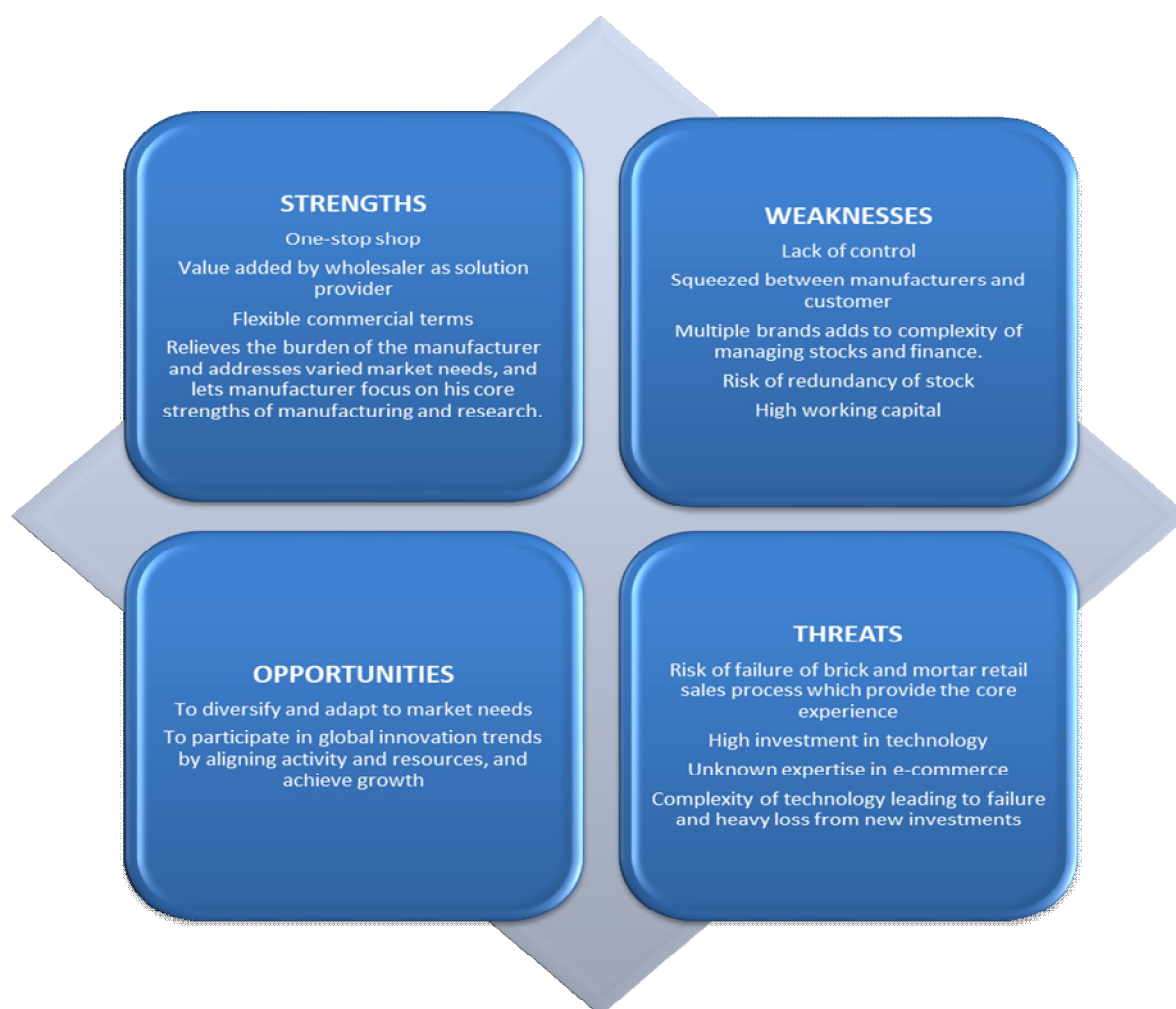 STRENGTHS
One-stop shop
Value added by wholesaler as solution
provider
Flexible commercial terms
Relieves the burden of the manufacturer
and addresses varied market needs, and
lets manufacturer focus on his core
strengths of manufacturing and research.
WEAKNESSES
Lack of control
Squeezed between manufacturers and
customer
Multiple brands adds to complexity of
managing stocks and finance.
Risk of redundancy of stock
High working capital
OPPORTUNITIES
To diversify and adapt to market needs
To participate in global innovation trends
by aligning activity and resources, and
achieve growth
THREATS
Risk of failure of brick and mortar retail
sales process which provide the core
experience
High investment in technology
Unknown expertise in e-commerce
Complexity of technology leading to failure
and heavy loss from new investments